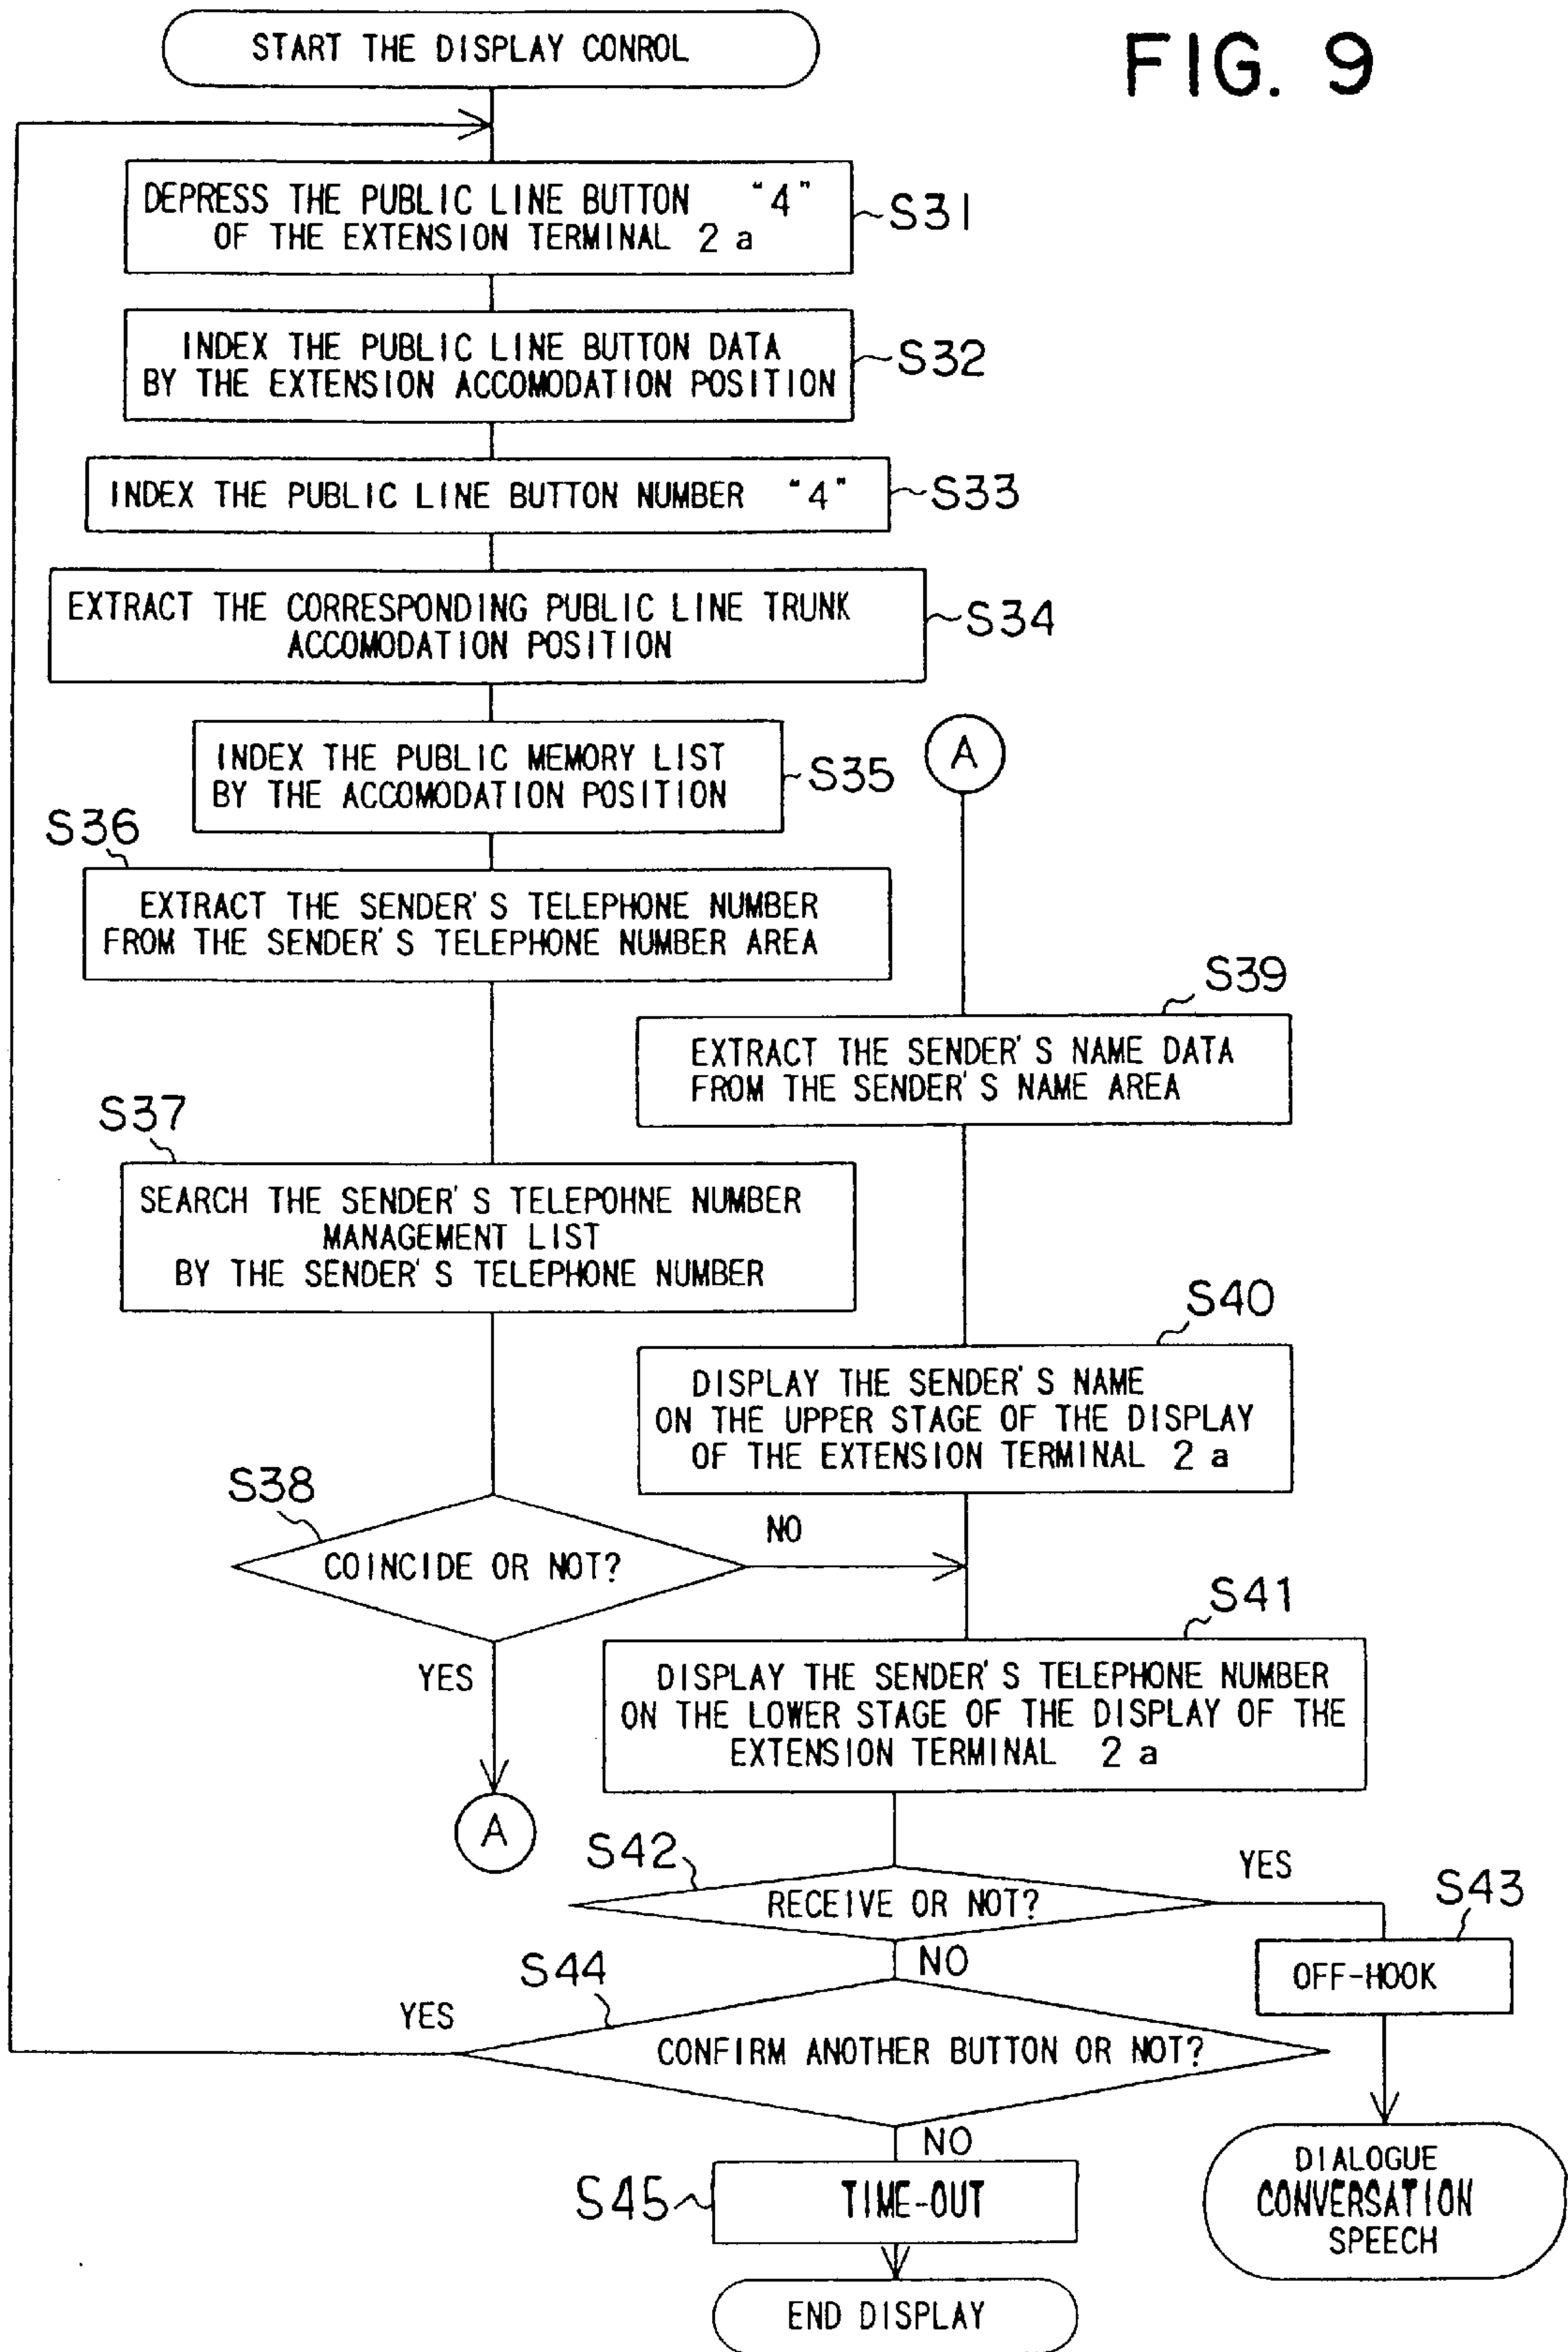 FIG. 9
START THE DISPLAY CONROL
DEPRESS THE PUBLIC LINE BUTTON "4"
OF THE EXTENSION TERMINAL 2 a
S31
INDEX THE PUBLIC LINE BUTTON DATA
BY THE EXTENSION ACCOMODATION POSITION
S32
INDEX THE PUBLIC LINE BUTTON NUMBER "4"
S33
EXTRACT THE CORRESPONDING PUBLIC LINE TRUNK
ACCOMODATION POSITION
S34
INDEX THE PUBLIC MEMORY LIST
BY THE ACCOMODATION POSITION
S35
S36
EXTRACT THE SENDER'S TELEPHONE NUMBER
FROM THE SENDER'S TELEPHONE NUMBER AREA
S37
SEARCH THE SENDER'S TELEPOHNE NUMBER
MANAGEMENT LIST
BY THE SENDER'S TELEPHONE NUMBER
S38
COINCIDE OR NOT?
NO
YES
A
A
S39
EXTRACT THE SENDER'S NAME DATA
FROM THE SENDER'S NAME AREA
S40
DISPLAY THE SENDER'S NAME
ON THE UPPER STAGE OF THE DISPLAY
OF THE EXTENSION TERMINAL 2 a
S41
DISPLAY THE SENDER'S TELEPHONE NUMBER
ON THE LOWER STAGE OF THE DISPLAY OF THE
EXTENSION TERMINAL 2 a
S42
RECEIVE OR NOT?
YES
NO
S43
OFF-HOOK
DIALOGUE
CONVERSATION
SPEECH
S44
YES
CONFIRM ANOTHER BUTTON OR NOT?
NO
S45
TIME-OUT
END DISPLAY